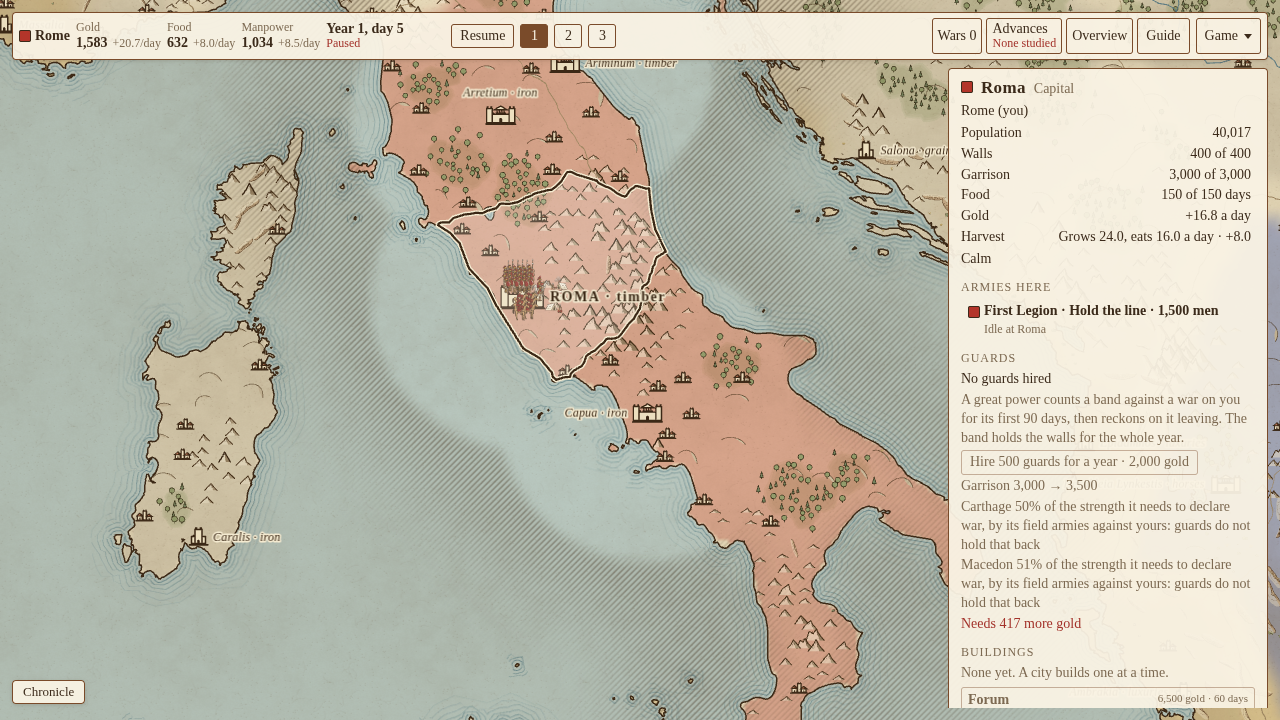 Rome
Gold
1,583 +20.7/day
Food
632 +8.0/day
Manpower
1,034 +8.5/day
Year 1, day 5
Paused
Resume
1
2
3
Wars 0
Advances
None studied
Overview
Guide
Game
Ariminum · timber
Arretium · iron
Salona · grain
ROMA · timber
Capua · iron
Caralis · iron
Chronicle
Roma Capital
Rome (you)
Population 40,017
Walls 400 of 400
Garrison 3,000 of 3,000
Food 150 of 150 days
Gold +16.8 a day
Harvest Grows 24.0, eats 16.0 a day · +8.0
Calm
ARMIES HERE
First Legion · Hold the line · 1,500 men
Idle at Roma
GUARDS
No guards hired
A great power counts a band against a war on you
for its first 90 days, then reckons on it leaving. The
band holds the walls for the whole year.
Hire 500 guards for a year · 2,000 gold
Garrison 3,000 → 3,500
Carthage 50% of the strength it needs to declare
war, by its field armies against yours: guards do not
hold that back
Macedon 51% of the strength it needs to declare
war, by its field armies against yours: guards do not
hold that back
Needs 417 more gold
BUILDINGS
None yet. A city builds one at a time.
Forum 6,500 gold · 60 days